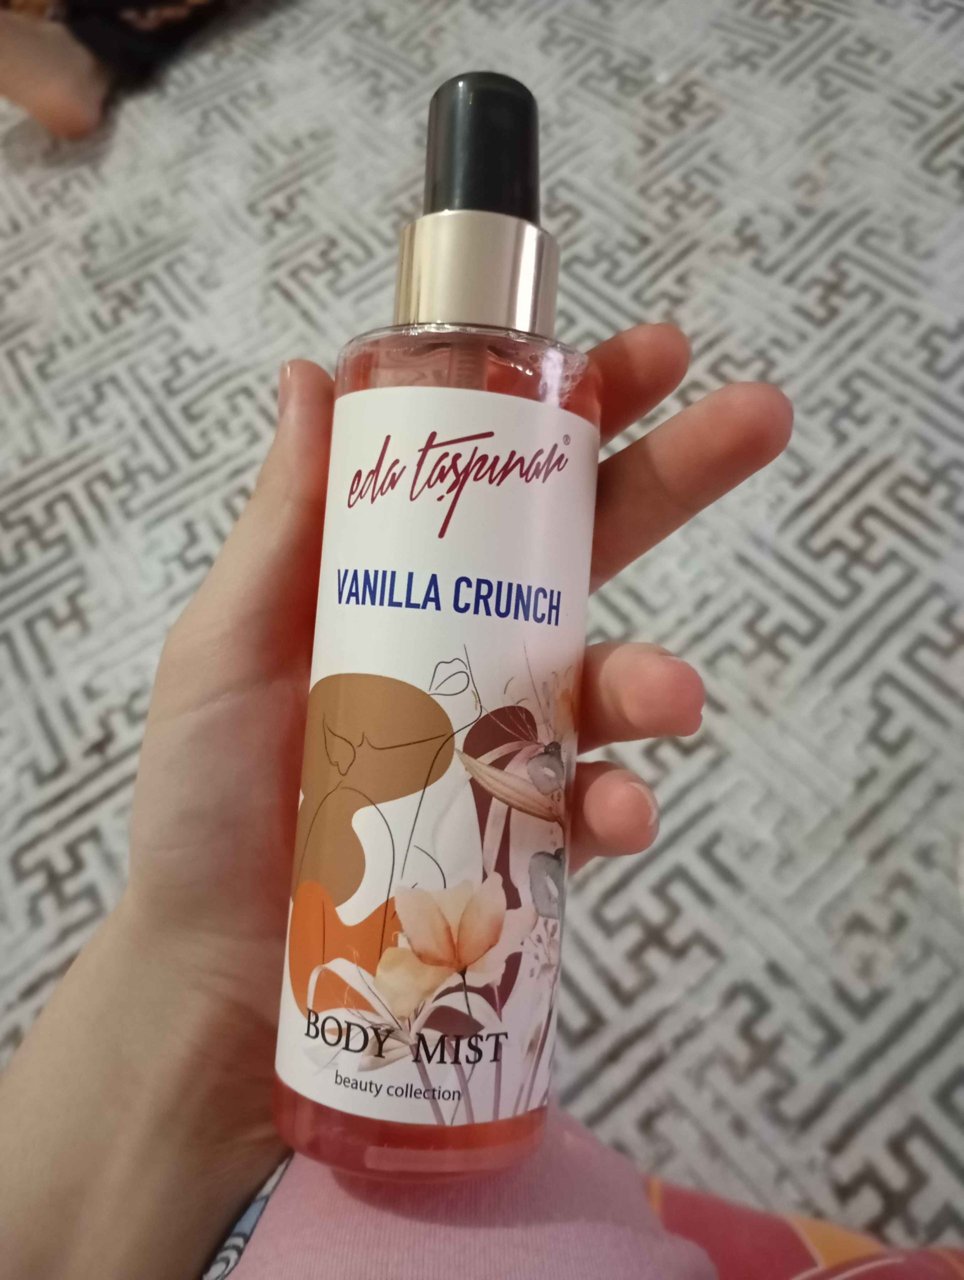 eda taşpınar®
VANILLA CRUNCH
BODY MIST
beauty collection